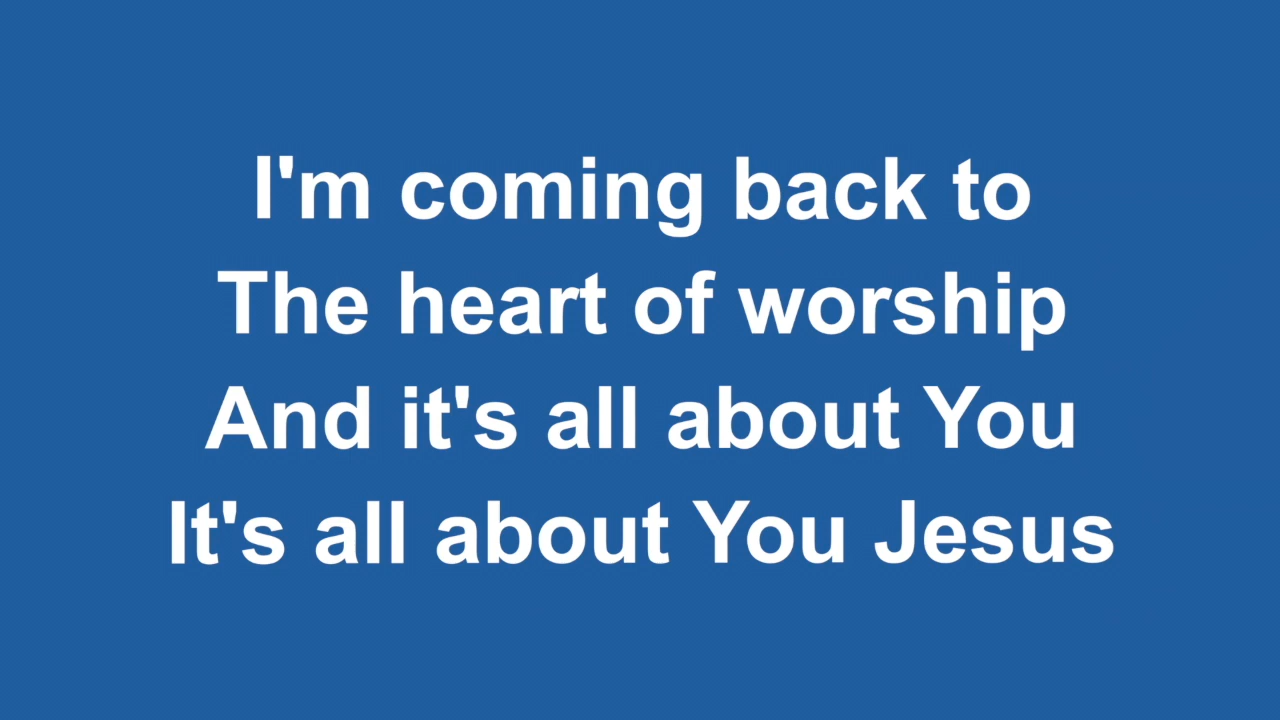 I'm coming back to
The heart of worship
And it's all about You
It's all about You Jesus